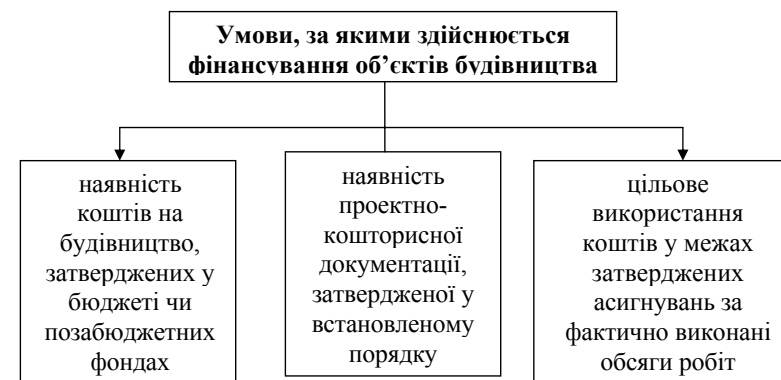 Умови, за якими здійснюється
фінансування об’єктів будівництва
наявність
коштів на
будівництво,
затверджених у
бюджеті чи
позабюджетних
фондах
наявність
проектно-
кошторисної
документації,
затвердженої у
встановленому
порядку
цільове
використання
коштів у межах
затверджених
асигнувань за
фактично виконані
обсяги робіт